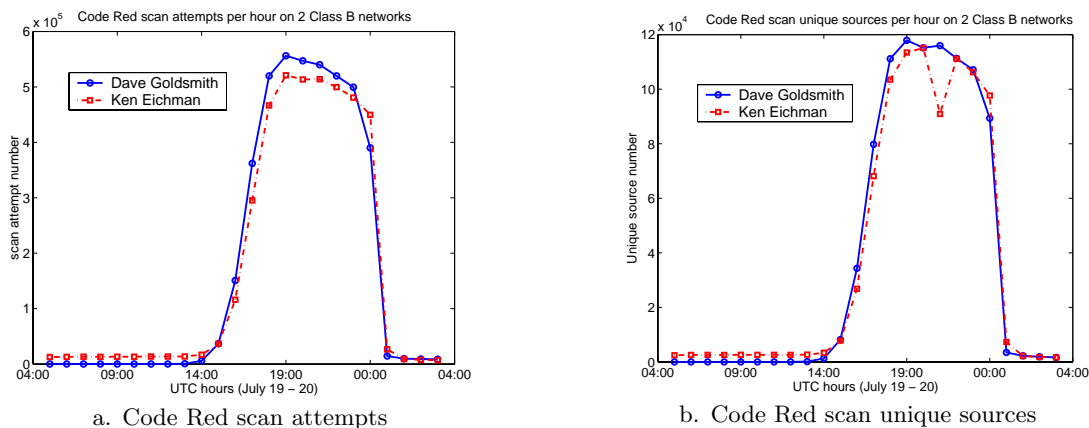 Code Red scan attempts per hour on 2 Class B networks
x 10^5
6
5
4
3
2
1
0
scan attempt number
Dave Goldsmith
Ken Eichman
04:00 09:00 14:00 19:00 00:00 04:00
UTC hours (July 19 – 20)
a. Code Red scan attempts
Code Red scan unique sources per hour on 2 Class B networks
x 10^4
12
10
8
6
4
2
0
Unique source number
Dave Goldsmith
Ken Eichman
04:00 09:00 14:00 19:00 00:00 04:00
UTC hours (July 19 – 20)
b. Code Red scan unique sources